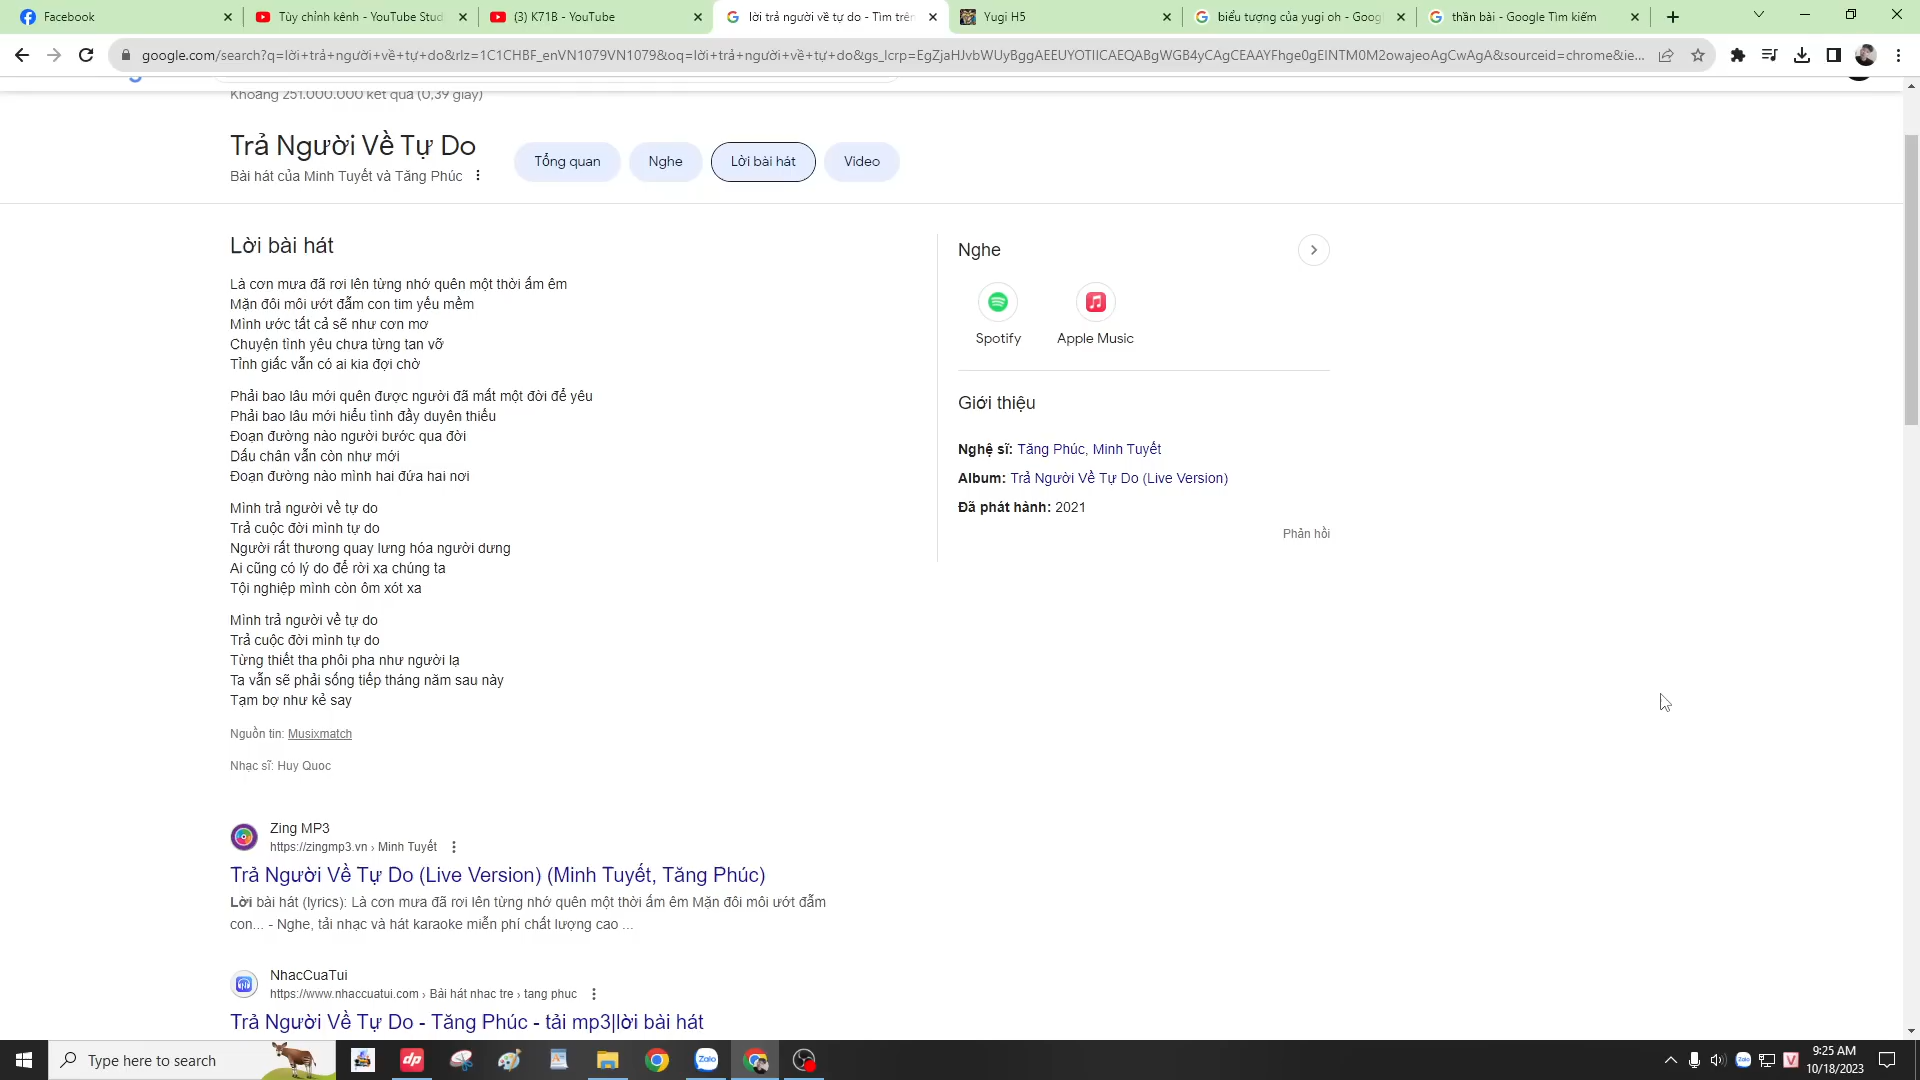 Facebook
Tùy chỉnh kênh - YouTube Stud
(3) K71B - YouTube
lời trả người về tự do - Tìm trên
Yugi H5
biểu tượng của yugi oh - Googl
thần bài - Google Tìm kiếm
google.com/search?q=lời+trả+người+về+tự+do&rlz=1C1CHBF_enVN1079VN1079&oq=lời+trả+người+về+tự+do&gs_lcrp=EgZjaHJvbWUyBggAEEUYOTIICAEQABgWGB4yCAgCEAAYFhge0gEINTM0M2owajeoAgCwAgA&sourceid=chrome&ie...
Khoảng 251.000.000 kết quả (0,39 giây)
Trả Người Về Tự Do
Bài hát của Minh Tuyết và Tăng Phúc
Tổng quan
Nghe
Lời bài hát
Video
Lời bài hát
Là cơn mưa đã rơi lên từng nhớ quên một thời ấm êm
Mặn đôi môi ướt đẫm con tim yếu mềm
Mình ước tất cả sẽ như cơn mơ
Chuyện tình yêu chưa từng tan vỡ
Tỉnh giấc vẫn có ai kia đợi chờ
Phải bao lâu mới quên được người đã mất một đời để yêu
Phải bao lâu mới hiểu tình đầy duyên thiếu
Đoạn đường nào người bước qua đời
Dấu chân vẫn còn như mới
Đoạn đường nào mình hai đứa hai nơi
Mình trả người về tự do
Trả cuộc đời mình tự do
Người rất thương quay lưng hóa người dưng
Ai cũng có lý do để rời xa chúng ta
Tội nghiệp mình còn ôm xót xa
Mình trả người về tự do
Trả cuộc đời mình tự do
Từng thiết tha phôi pha như người lạ
Ta vẫn sẽ phải sống tiếp tháng năm sau này
Tạm bợ như kẻ say
Nguồn tin: Musixmatch
Nhạc sĩ: Huy Quoc
Nghe
Spotify
Apple Music
Giới thiệu
Nghệ sĩ: Tăng Phúc, Minh Tuyết
Album: Trả Người Về Tự Do (Live Version)
Đã phát hành: 2021
Phản hồi
Zing MP3
https://zingmp3.vn › Minh Tuyết
Trả Người Về Tự Do (Live Version) (Minh Tuyết, Tăng Phúc)
Lời bài hát (lyrics): Là cơn mưa đã rơi lên từng nhớ quên một thời ấm êm Mặn đôi môi ướt đẫm
con... - Nghe, tải nhạc và hát karaoke miễn phí chất lượng cao ...
NhacCuaTui
https://www.nhaccuatui.com › Bài hát nhac tre › tang phuc
Trả Người Về Tự Do - Tăng Phúc - tải mp3|lời bài hát
Type here to search
dp
Zalo
Zalo
V
9:25 AM
10/18/2023